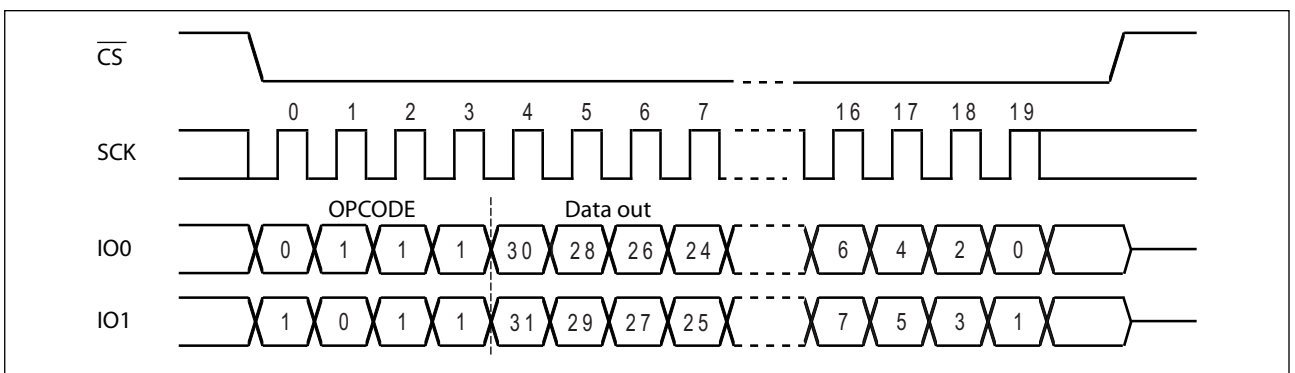 CS
0 1 2 3 4 5 6 7 16 17 18 19
SCK
OPCODE Data out
IO0 0 1 1 1 30 28 26 24 6 4 2 0
IO1 1 0 1 1 31 29 27 25 7 5 3 1